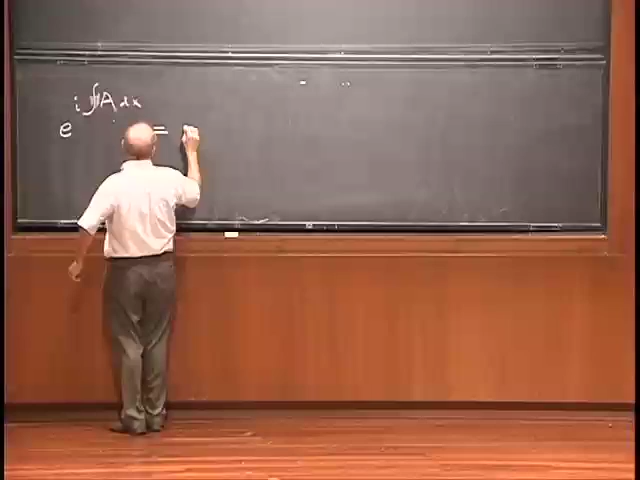 e^{i∫A dx} =